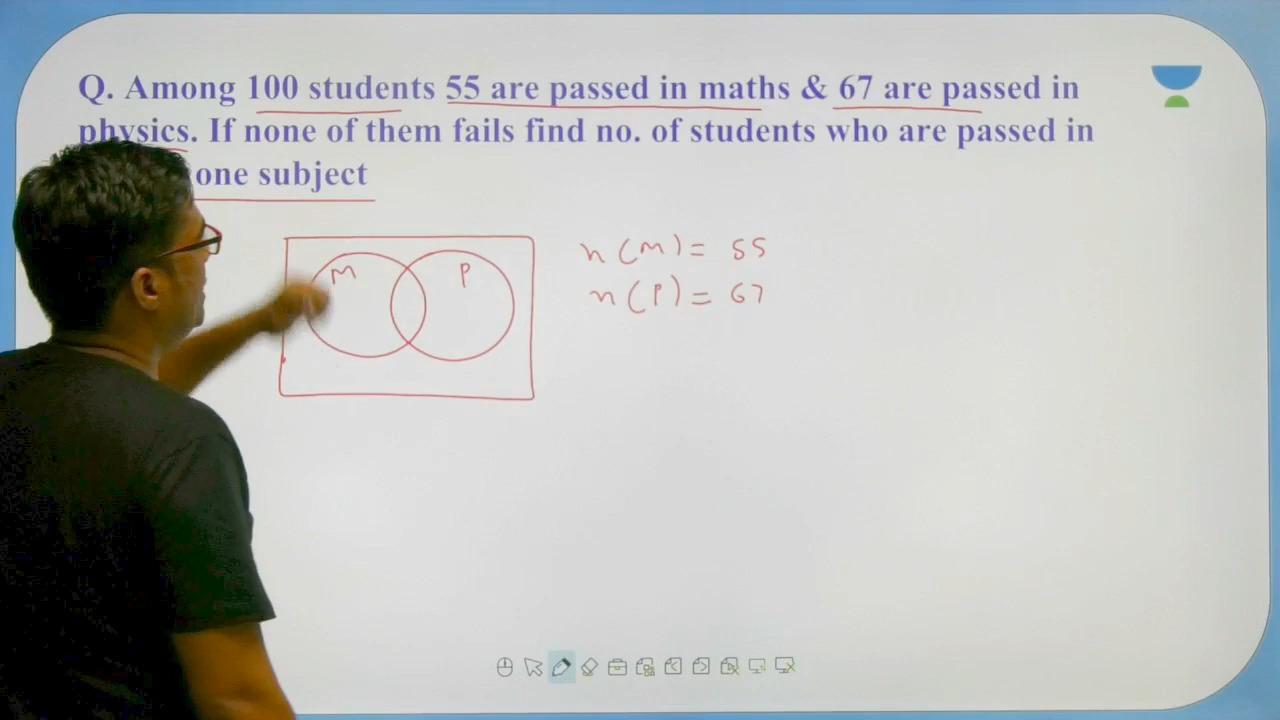 Q. Among 100 students 55 are passed in maths & 67 are passed in
physics. If none of them fails find no. of students who are passed in
one subject
M P
n(M) = 55
n(P) = 67